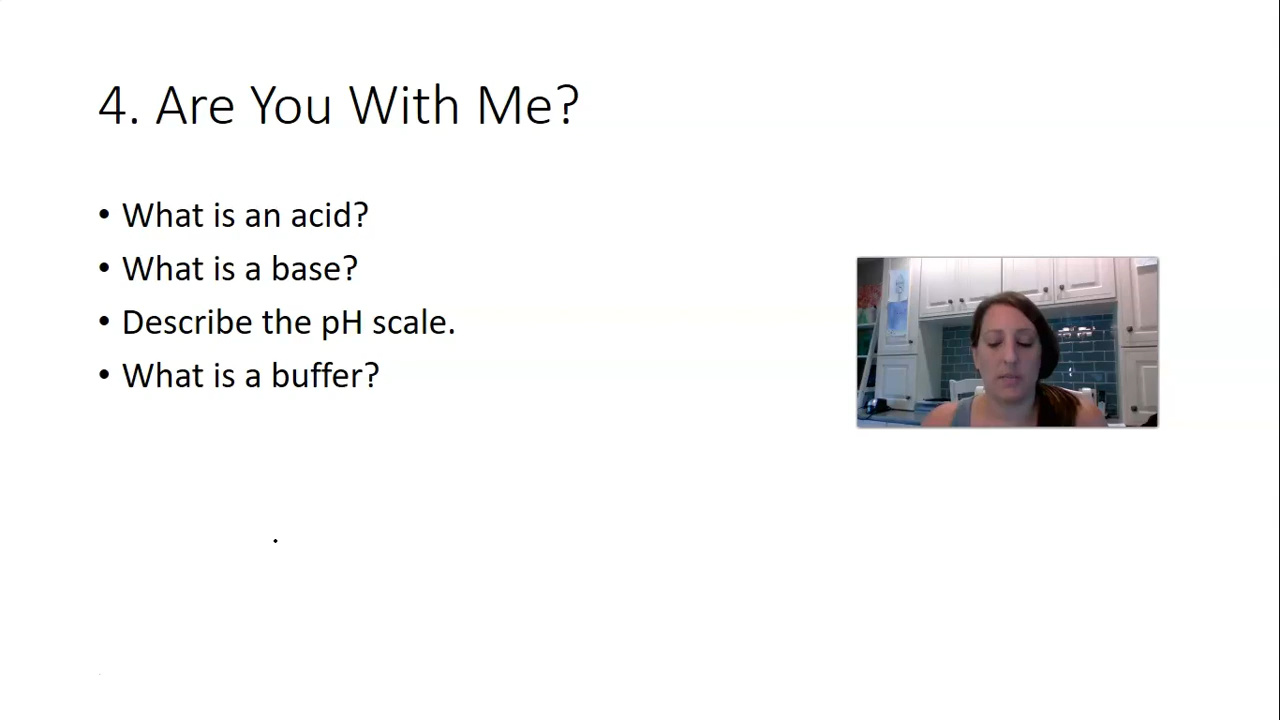 4. Are You With Me?
• What is an acid?
• What is a base?
• Describe the pH scale.
• What is a buffer?